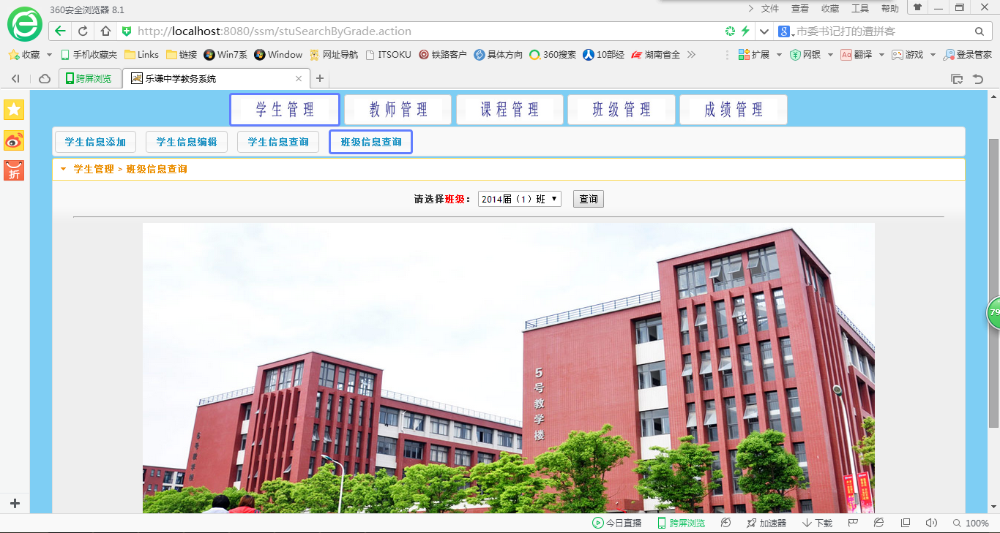 360安全浏览器 8.1
文件 查看 收藏 工具 帮助
http://localhost:8080/ssm/stuSearchByGrade.action
市委书记打的遭拼客
收藏 手机收藏夹 Links 链接 Win7系 Window 网址导航 ITSOKU 铁路客户 具体方向 360搜索 10部经 湖南省全 扩展 网银 翻译 游戏 登录管家
跨屏浏览 乐谦中学教务系统
学生管理 教师管理 课程管理 班级管理 成绩管理
学生信息添加 学生信息编辑 学生信息查询 班级信息查询
学生管理 > 班级信息查询
请选择班级： 2014届（1）班 查询
折
5号教学楼
5号教学楼
79
今日直播 跨屏浏览 加速器 下载 100%